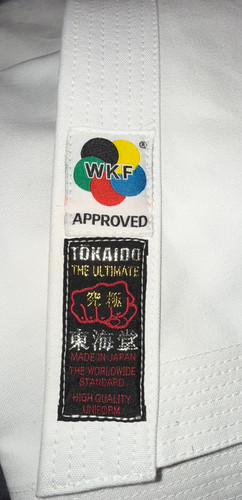 ®
WKF
APPROVED
TOKAIDO
THE ULTIMATE
究極
東海堂
MADE IN JAPAN
THE WORLDWIDE
STANDARD
HIGH QUALITY
UNIFORM